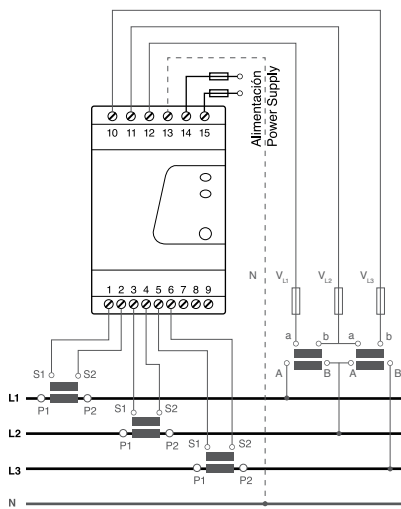 10 11 12 13 14 15
Alimentación
Power Supply
1 2 3 4 5 6 7 8 9
N VL1 VL2 VL3
a b a b
A B A B
S1 S2
L1 P1 P2
S1 S2
L2 P1 P2
S1 S2
L3 P1 P2
N